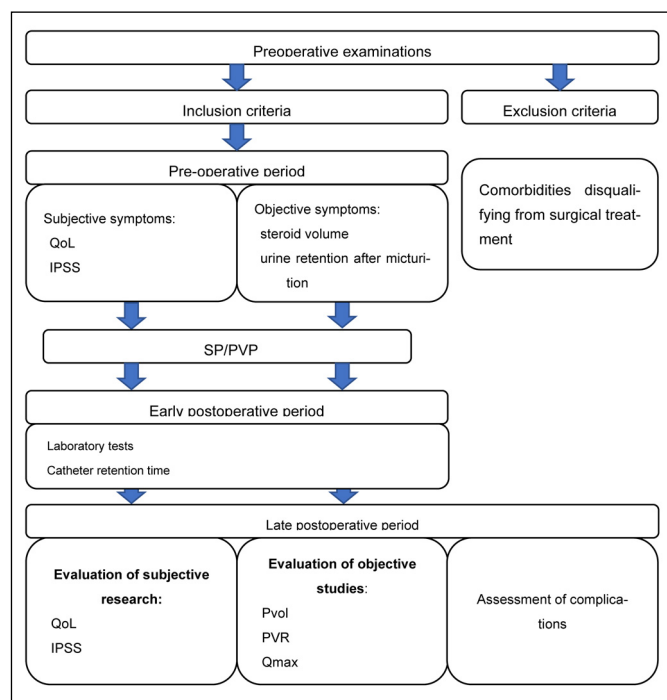 Preoperative examinations
Inclusion criteria
Exclusion criteria
Pre-operative period
Subjective symptoms:
QoL
IPSS
Objective symptoms:
steroid volume
urine retention after micturi-
tion
Comorbidities disquali-
fying from surgical treat-
ment
SP/PVP
Early postoperative period
Laboratory tests
Catheter retention time
Late postoperative period
Evaluation of subjective
research:
QoL
IPSS
Evaluation of objective
studies:
Pvol
PVR
Qmax
Assessment of complica-
tions